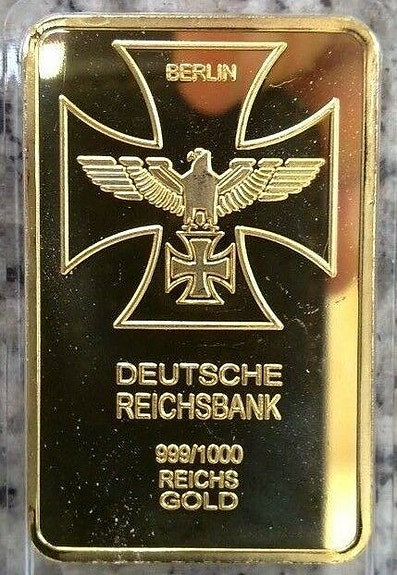 BERLIN
DEUTSCHE
REICHSBANK
999/1000
REICHS
GOLD